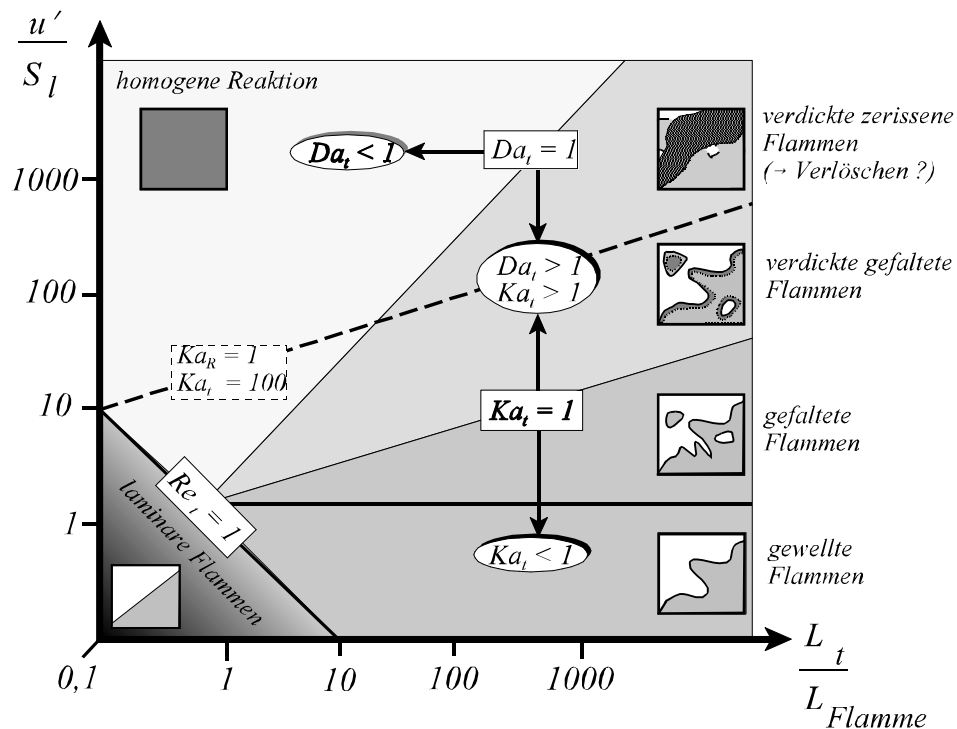 u′
S l
homogene Reaktion
Da t < 1
Da t = 1
verdickte zerissene
Flammen
(→ Verlöschen ?)
1000
Da t > 1
Ka t > 1
verdickte gefaltete
Flammen
100
Ka R = 1
Ka t = 100
10
Ka t = 1
gefaltete
Flammen
Re t = 1
laminare Flammen
1
Ka t < 1
gewellte
Flammen
0,1
1
10
100
1000
L t
L Flamme